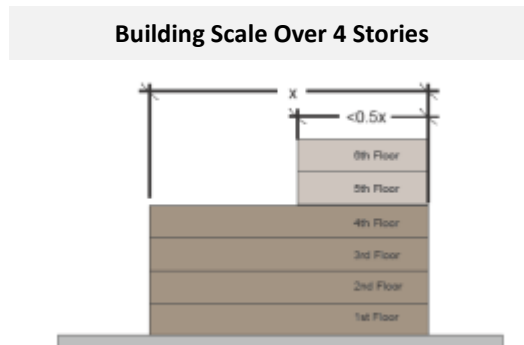 Building Scale Over 4 Stories
x
<0.5x
6th Floor
5th Floor
4th Floor
3rd Floor
2nd Floor
1st Floor